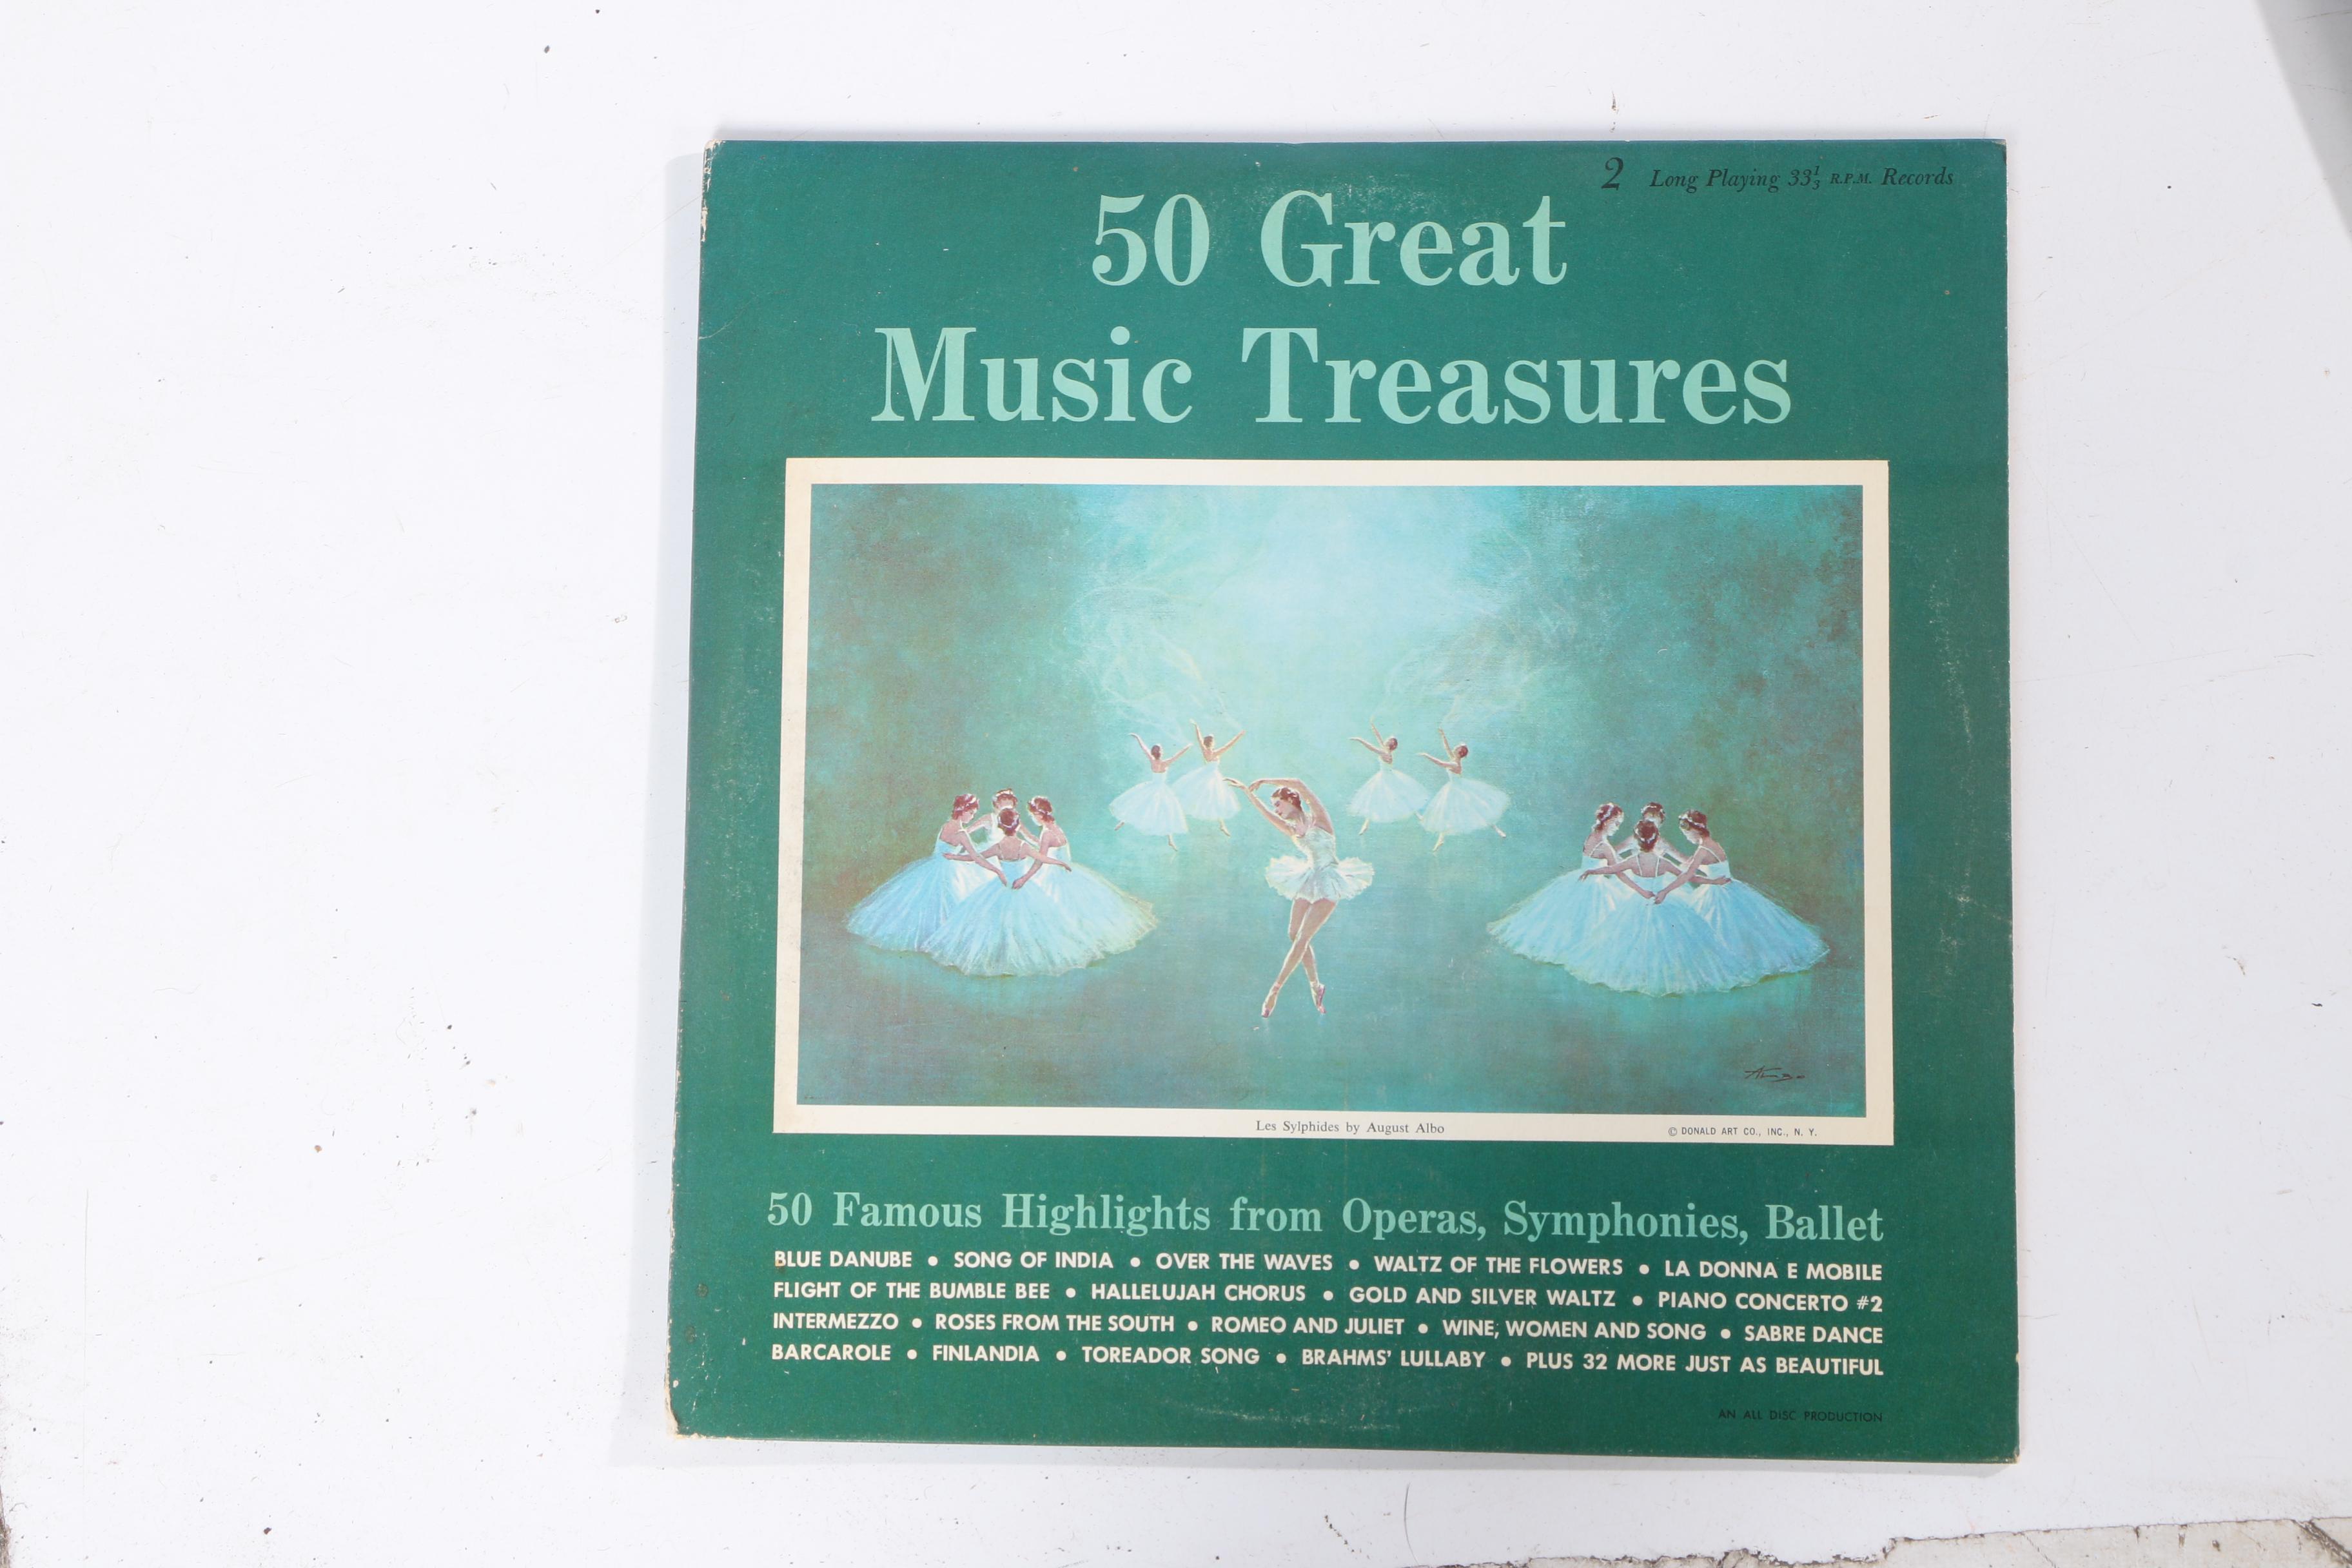 2 Long Playing 33⅓ R.P.M. Records
50 Great
Music Treasures
Les Sylphides by August Albo
© DONALD ART CO., INC., N. Y.
50 Famous Highlights from Operas, Symphonies, Ballet
BLUE DANUBE • SONG OF INDIA • OVER THE WAVES • WALTZ OF THE FLOWERS • LA DONNA E MOBILE
FLIGHT OF THE BUMBLE BEE • HALLELUJAH CHORUS • GOLD AND SILVER WALTZ • PIANO CONCERTO #2
INTERMEZZO • ROSES FROM THE SOUTH • ROMEO AND JULIET • WINE, WOMEN AND SONG • SABRE DANCE
BARCAROLE • FINLANDIA • TOREADOR SONG • BRAHMS' LULLABY • PLUS 32 MORE JUST AS BEAUTIFUL
AN ALL DISC PRODUCTION